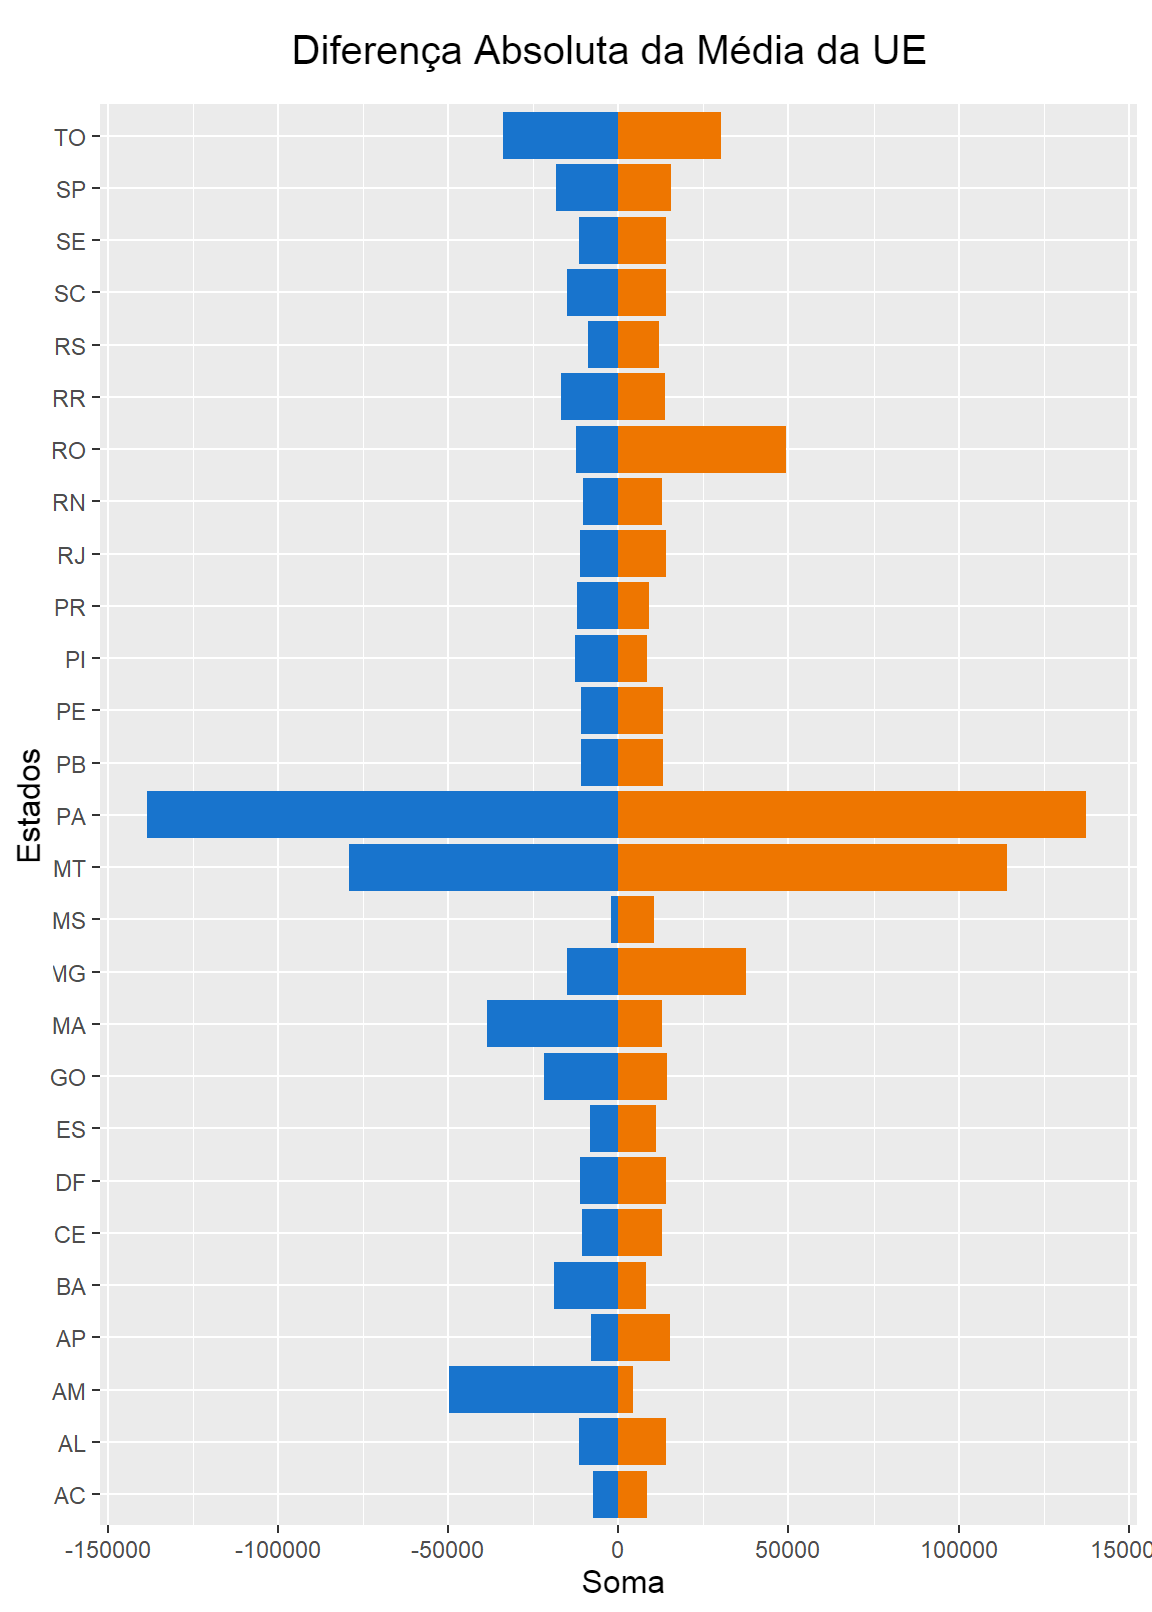 Diferença Absoluta da Média da UE
TO
SP
SE
SC
RS
RR
RO
RN
RJ
PR
PI
PE
PB
PA
MT
MS
MG
MA
GO
ES
DF
CE
BA
AP
AM
AL
AC
Estados
-150000 -100000 -50000 0 50000 100000 15000
Soma